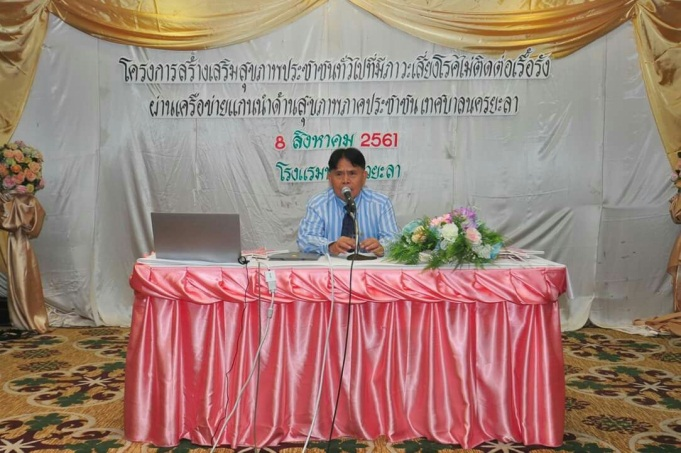 โครงการสร้างเสริมสุขภาพประชาชนทั่วไปที่มีภาวะเสี่ยงโรคไม่ติดต่อเรื้อรัง
ผ่านเครือข่ายแกนนำด้านสุขภาพภาคประชาชน เทศบาลนครยะลา
8 สิงหาคม 2561
โรงแรม ยะลา